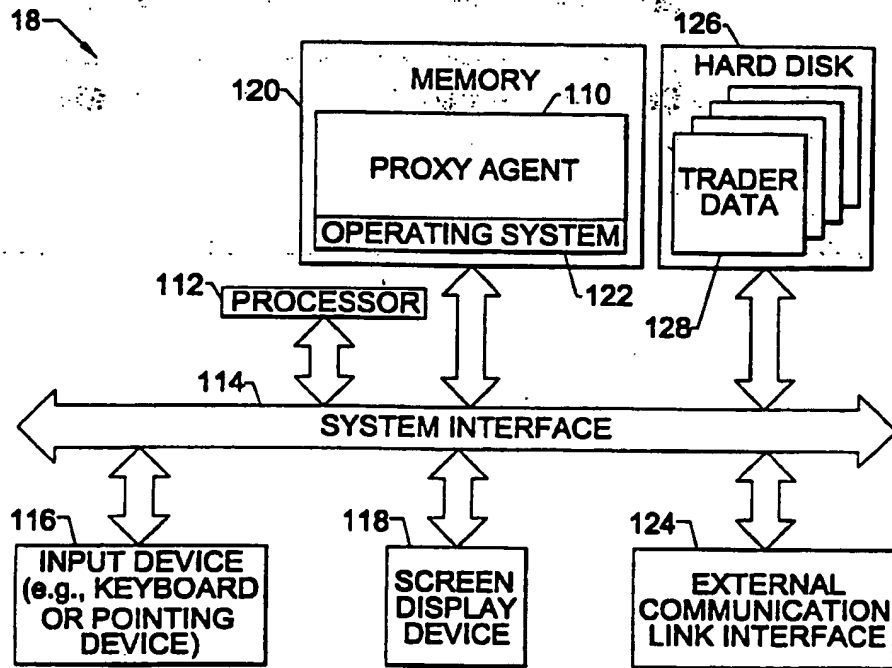 18
126
120
MEMORY
110
HARD DISK
PROXY AGENT
TRADER
DATA
OPERATING SYSTEM
112
PROCESSOR
122
128
114
SYSTEM INTERFACE
116
118
124
INPUT DEVICE
(e.g., KEYBOARD
OR POINTING
DEVICE)
SCREEN
DISPLAY
DEVICE
EXTERNAL
COMMUNICATION
LINK INTERFACE